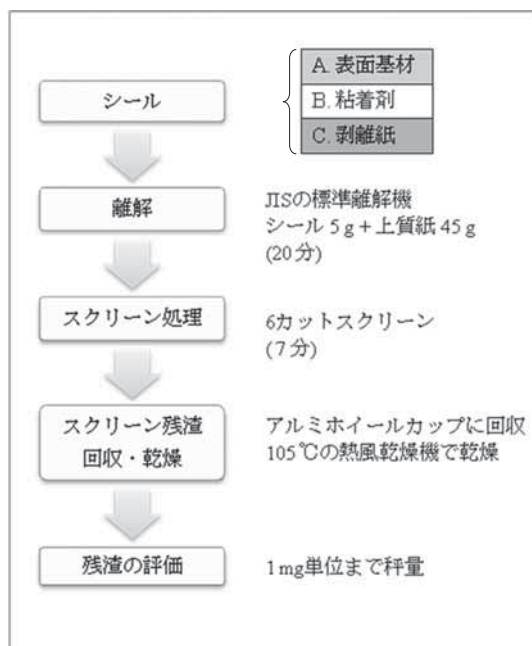 シール
A. 表面基材
B. 粘着剤
C. 剥離紙
離解
JISの標準離解機
シール 5 g + 上質紙 45 g
(20分)
スクリーン処理
6カットスクリーン
(7分)
スクリーン残渣
回収・乾燥
アルミホイールカップに回収
105℃の熱風乾燥機で乾燥
残渣の評価
1 mg単位まで秤量